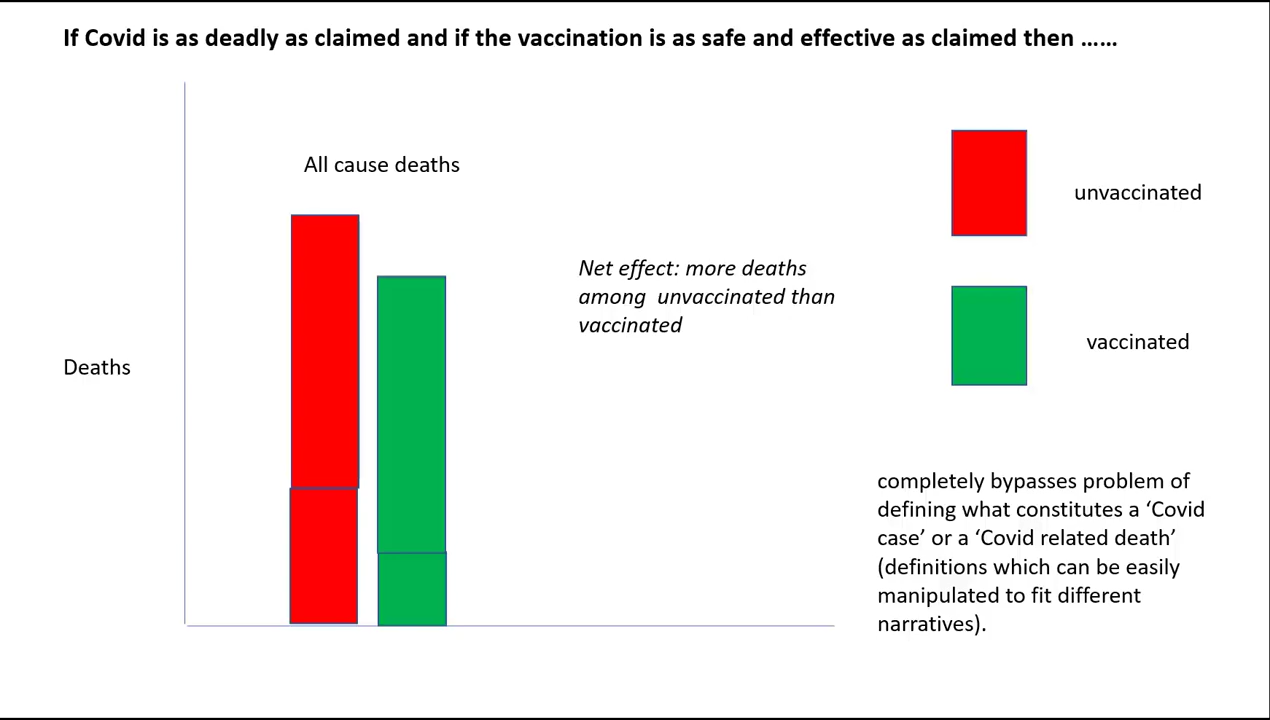 If Covid is as deadly as claimed and if the vaccination is as safe and effective as claimed then ……
All cause deaths
unvaccinated
Net effect: more deaths
among  unvaccinated than
vaccinated
vaccinated
Deaths
completely bypasses problem of
defining what constitutes a ‘Covid
case’ or a ‘Covid related death’
(definitions which can be easily
manipulated to fit different
narratives).